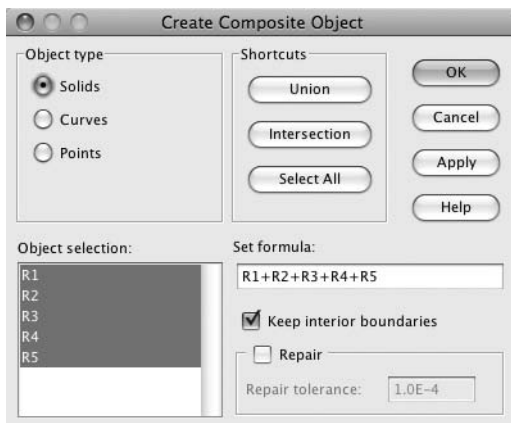 Create Composite Object
Object type
Solids
Curves
Points
Shortcuts
Union
Intersection
Select All
OK
Cancel
Apply
Help
Object selection:
R1
R2
R3
R4
R5
Set formula:
R1+R2+R3+R4+R5
Keep interior boundaries
Repair
Repair tolerance: 1.0E-4